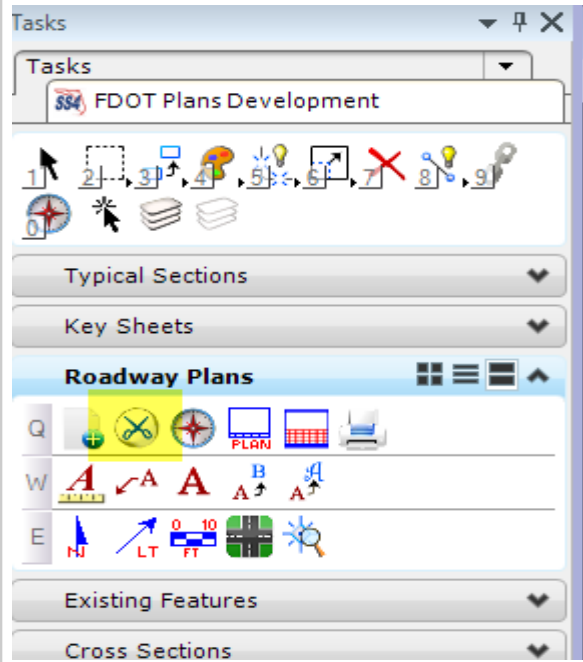 Tasks
Tasks
SS4 FDOT Plans Development
1 2 3 4 5 6 7 8 9
0
Typical Sections
Key Sheets
Roadway Plans
Q PLAN
W A A A A B A
E N LT 0 10 FT
Existing Features
Cross Sections